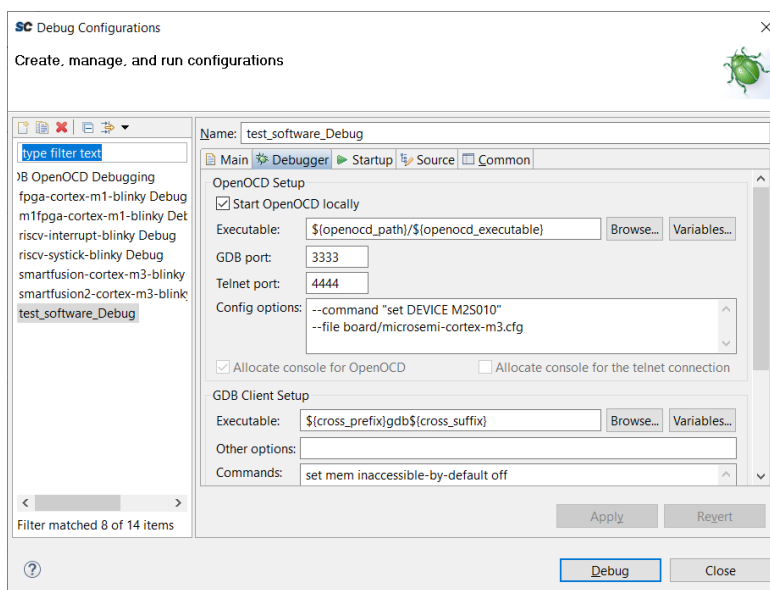 SC Debug Configurations
Create, manage, and run configurations
type filter text
)B OpenOCD Debugging
fpga-cortex-m1-blinky Debug
m1fpga-cortex-m1-blinky Deb
riscv-interrupt-blinky Debug
riscv-systick-blinky Debug
smartfusion-cortex-m3-blinky
smartfusion2-cortex-m3-blinky
test_software_Debug
Filter matched 8 of 14 items
Name: test_software_Debug
Main Debugger Startup Source Common
OpenOCD Setup
Start OpenOCD locally
Executable: ${openocd_path}/${openocd_executable} Browse... Variables...
GDB port: 3333
Telnet port: 4444
Config options: --command "set DEVICE M2S010"
--file board/microsemi-cortex-m3.cfg
Allocate console for OpenOCD Allocate console for the telnet connection
GDB Client Setup
Executable: ${cross_prefix}gdb${cross_suffix} Browse... Variables...
Other options:
Commands: set mem inaccessible-by-default off
Apply Revert
Debug Close